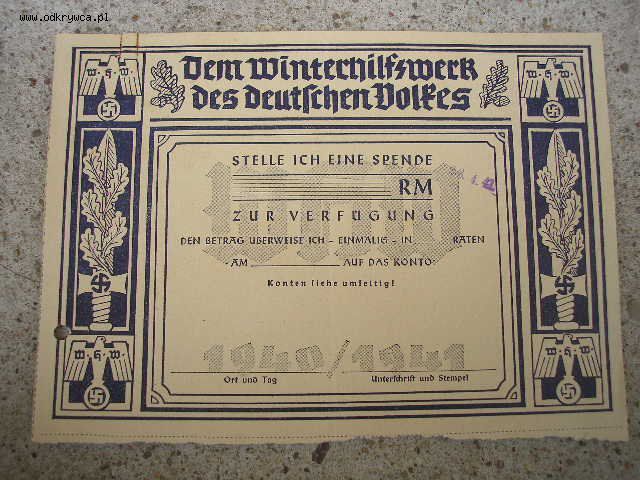 www.odkrywca.pl
Dem Winterhilfswerk
des Deutschen Volkes
W H W
W H W
STELLE ICH EINE SPENDE
RM
ZUR VERFÜGUNG
DEN BETRAG ÜBERWEISE ICH - EINMALIG - IN RATEN
- AM AUF DAS KONTO
Konten siehe umseitig!
1940/1941
Ort und Tag Unterschrift und Stempel
W H W
W H W